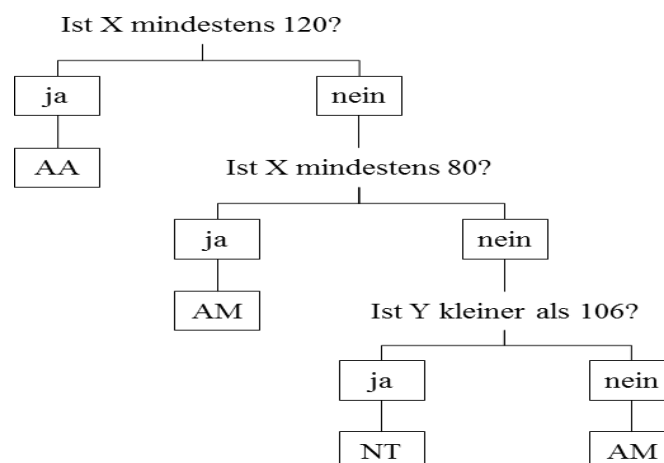 Ist X mindestens 120?
ja
nein
AA
Ist X mindestens 80?
ja
nein
AM
Ist Y kleiner als 106?
ja
nein
NT
AM